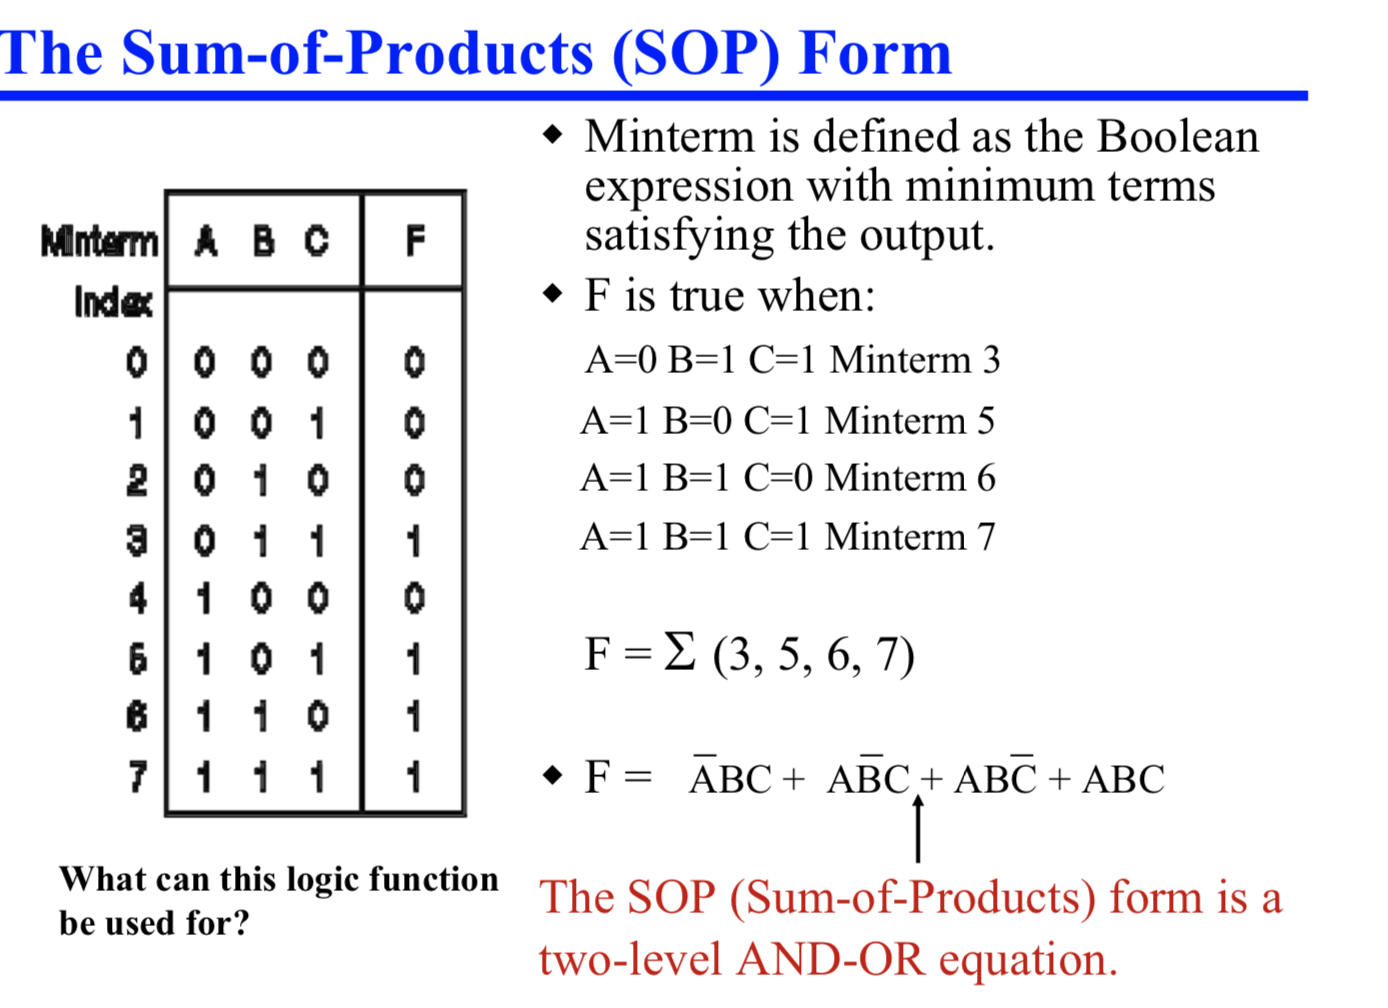 The Sum-of-Products (SOP) Form
Minterm A B C F
Index
0 0 0 0 0
1 0 0 1 0
2 0 1 0 0
3 0 1 1 1
4 1 0 0 0
5 1 0 1 1
6 1 1 0 1
7 1 1 1 1
What can this logic function
be used for?
◆ Minterm is defined as the Boolean
expression with minimum terms
satisfying the output.
◆ F is true when:
A=0 B=1 C=1 Minterm 3
A=1 B=0 C=1 Minterm 5
A=1 B=1 C=0 Minterm 6
A=1 B=1 C=1 Minterm 7
F = Σ (3, 5, 6, 7)
◆ F = A̅BC + AB̅C + ABC̅ + ABC
The SOP (Sum-of-Products) form is a
two-level AND-OR equation.